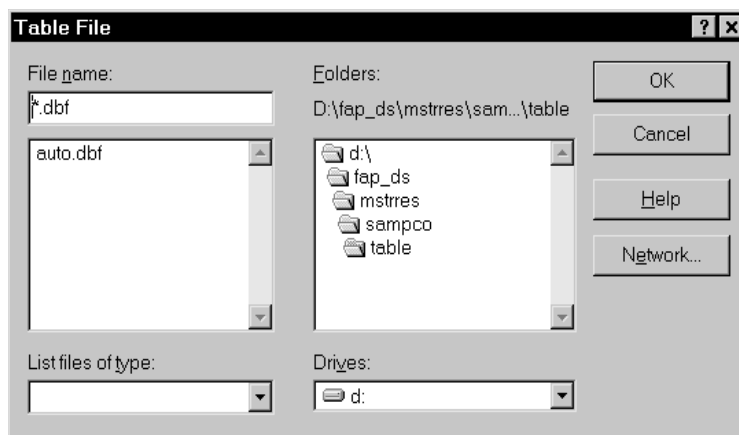 Table File
File name:
*.dbf
auto.dbf
List files of type:
Folders:
D:\fap_ds\mstrres\sam...\table
d:\
fap_ds
mstrres
sampco
table
Drives:
d:
OK
Cancel
Help
Network...